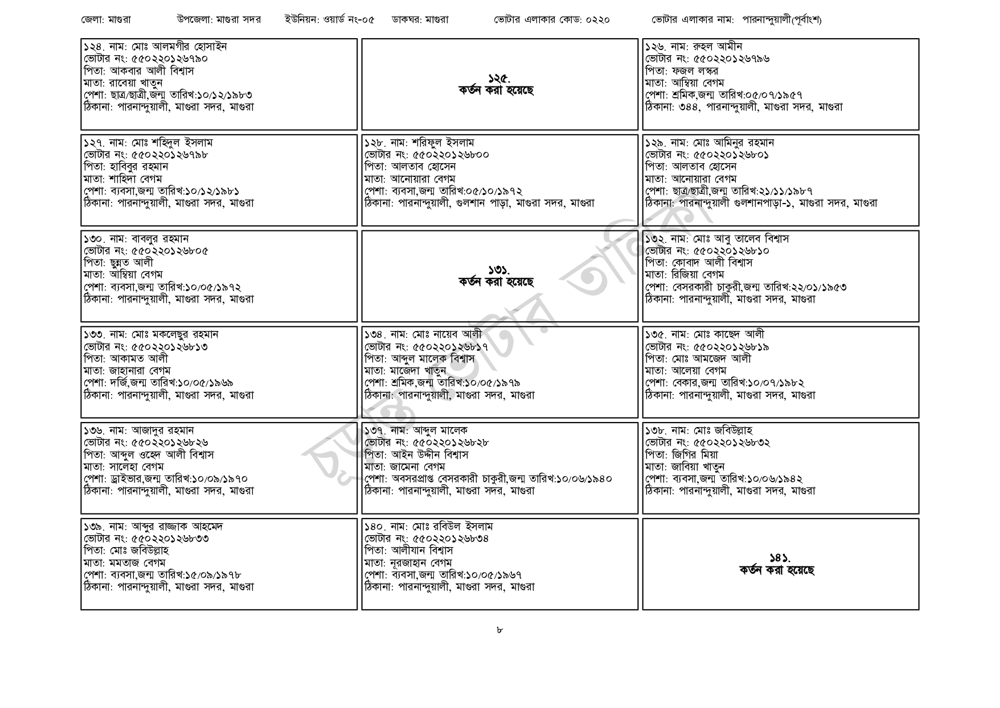 জেলা: মাগুরা উপজেলা: মাগুরা সদর ইউনিয়ন: ওয়ার্ড নং-০৫ ডাকঘর: মাগুরা ভোটার এলাকার কোড: ০২২০ ভোটার এলাকার নাম: পারনান্দুয়ালী(পূর্বাংশ)
১২৪. নাম: মোঃ আলমগীর হোসাইন
ভোটার নং: ৫৫০২২০১২৬৭৯০
পিতা: আকবার আলী বিশ্বাস
মাতা: রাবেয়া খাতুন
পেশা: ছাত্র/ছাত্রী,জন্ম তারিখ:১০/১২/১৯৮৩
ঠিকানা: পারনান্দুয়ালী, মাগুরা সদর, মাগুরা
১২৫.
কর্তন করা হয়েছে
১২৬. নাম: রুহল আমীন
ভোটার নং: ৫৫০২২০১২৬৭৯৬
পিতা: ফজল লস্কর
মাতা: আম্বিয়া বেগম
পেশা: শ্রমিক,জন্ম তারিখ:০৫/০৭/১৯৫৭
ঠিকানা: ৩৪৪, পারনান্দুয়ালী, মাগুরা সদর, মাগুরা
১২৭. নাম: মোঃ শহিদুল ইসলাম
ভোটার নং: ৫৫০২২০১২৬৭৯৮
পিতা: হাবিবুর রহমান
মাতা: শাহিদা বেগম
পেশা: ব্যবসা,জন্ম তারিখ:১০/১২/১৯৮১
ঠিকানা: পারনান্দুয়ালী, মাগুরা সদর, মাগুরা
১২৮. নাম: শরিফুল ইসলাম
ভোটার নং: ৫৫০২২০১২৬৮০০
পিতা: আলতাব হোসেন
মাতা: আনোয়ারা বেগম
পেশা: ব্যবসা,জন্ম তারিখ:০৫/১০/১৯৭২
ঠিকানা: পারনান্দুয়ালী, গুলশান পাড়া, মাগুরা সদর, মাগুরা
১২৯. নাম: মোঃ আমিনুর রহমান
ভোটার নং: ৫৫০২২০১২৬৮০১
পিতা: আলতাব হোসেন
মাতা: আনোয়ারা বেগম
পেশা: ছাত্র/ছাত্রী,জন্ম তারিখ:২১/১১/১৯৮৭
ঠিকানা: পারনান্দুয়ালী গুলশানপাড়া-১, মাগুরা সদর, মাগুরা
১৩০. নাম: বাবলুর রহমান
ভোটার নং: ৫৫০২২০১২৬৮০৫
পিতা: ছুন্নত আলী
মাতা: আম্বিয়া বেগম
পেশা: ব্যবসা,জন্ম তারিখ:১০/০৫/১৯৭২
ঠিকানা: পারনান্দুয়ালী, মাগুরা সদর, মাগুরা
১৩১.
কর্তন করা হয়েছে
১৩২. নাম: মোঃ আবু তালেব বিশ্বাস
ভোটার নং: ৫৫০২২০১২৬৮১০
পিতা: কোবাদ আলী বিশ্বাস
মাতা: রিজিয়া বেগম
পেশা: বেসরকারী চাকুরী,জন্ম তারিখ:২২/০১/১৯৫৩
ঠিকানা: পারনান্দুয়ালী, মাগুরা সদর, মাগুরা
১৩৩. নাম: মোঃ মকলেছুর রহমান
ভোটার নং: ৫৫০২২০১২৬৮১৩
পিতা: আকামত আলী
মাতা: জাহানারা বেগম
পেশা: দর্জি,জন্ম তারিখ:১০/০৫/১৯৬৯
ঠিকানা: পারনান্দুয়ালী, মাগুরা সদর, মাগুরা
১৩৪. নাম: মোঃ নায়েব আলী
ভোটার নং: ৫৫০২২০১২৬৮১৭
পিতা: আব্দুল মালেক বিশ্বাস
মাতা: মাজেদা খাতুন
পেশা: শ্রমিক,জন্ম তারিখ:১০/০৫/১৯৭৯
ঠিকানা: পারনান্দুয়ালী, মাগুরা সদর, মাগুরা
১৩৫. নাম: মোঃ কাছেদ আলী
ভোটার নং: ৫৫০২২০১২৬৮১৯
পিতা: মোঃ আমজেদ আলী
মাতা: আলেয়া বেগম
পেশা: বেকার,জন্ম তারিখ:১০/০৭/১৯৮২
ঠিকানা: পারনান্দুয়ালী, মাগুরা সদর, মাগুরা
১৩৬. নাম: আজাদুর রহমান
ভোটার নং: ৫৫০২২০১২৬৮২৬
পিতা: আব্দুল ওহেদ আলী বিশ্বাস
মাতা: সালেহা বেগম
পেশা: ড্রাইভার,জন্ম তারিখ:১০/০৯/১৯৭০
ঠিকানা: পারনান্দুয়ালী, মাগুরা সদর, মাগুরা
১৩৭. নাম: আব্দুল মালেক
ভোটার নং: ৫৫০২২০১২৬৮২৮
পিতা: আইন উদ্দীন বিশ্বাস
মাতা: জামেনা বেগম
পেশা: অবসরপ্রাপ্ত বেসরকারী চাকুরী,জন্ম তারিখ:১০/০৬/১৯৪০
ঠিকানা: পারনান্দুয়ালী, মাগুরা সদর, মাগুরা
১৩৮. নাম: মোঃ জবিউল্লাহ
ভোটার নং: ৫৫০২২০১২৬৮৩২
পিতা: জিগির মিয়া
মাতা: জাবিয়া খাতুন
পেশা: ব্যবসা,জন্ম তারিখ:১০/০৬/১৯৪২
ঠিকানা: পারনান্দুয়ালী, মাগুরা সদর, মাগুরা
১৩৯. নাম: আব্দুর রাজ্জাক আহমেদ
ভোটার নং: ৫৫০২২০১২৬৮৩৩
পিতা: মোঃ জবিউল্লাহ
মাতা: মমতাজ বেগম
পেশা: ব্যবসা,জন্ম তারিখ:১৫/০৯/১৯৭৮
ঠিকানা: পারনান্দুয়ালী, মাগুরা সদর, মাগুরা
১৪০. নাম: মোঃ রবিউল ইসলাম
ভোটার নং: ৫৫০২২০১২৬৮৩৪
পিতা: আলীযান বিশ্বাস
মাতা: নূরজাহান বেগম
পেশা: ব্যবসা,জন্ম তারিখ:১০/০৫/১৯৬৭
ঠিকানা: পারনান্দুয়ালী, মাগুরা সদর, মাগুরা
১৪১.
কর্তন করা হয়েছে
চূড়ান্ত ভোটার তালিকা
৮